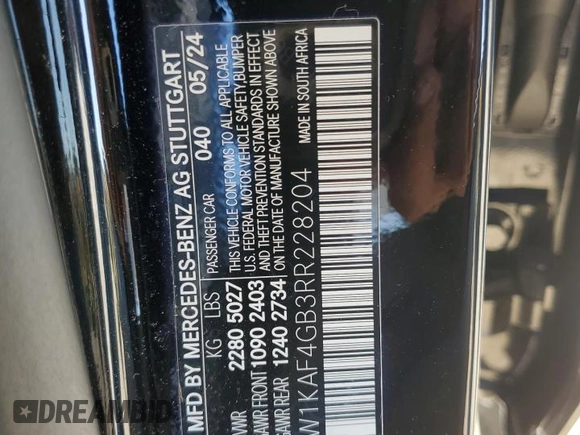 MFD BY MERCEDES-BENZ AG STUTTGART
040 05/24
PASSENGER CAR
KG LBS
2280 5027
GAWR FRONT 1090 2403
GAWR REAR 1240 2734
THIS VEHICLE CONFORMS TO ALL APPLICABLE
U.S. FEDERAL MOTOR VEHICLE SAFETY, BUMPER
AND THEFT PREVENTION STANDARDS IN EFFECT
ON THE DATE OF MANUFACTURE SHOWN ABOVE
W1KAF4GB3RR228204
MADE IN SOUTH AFRICA
DREAMBID